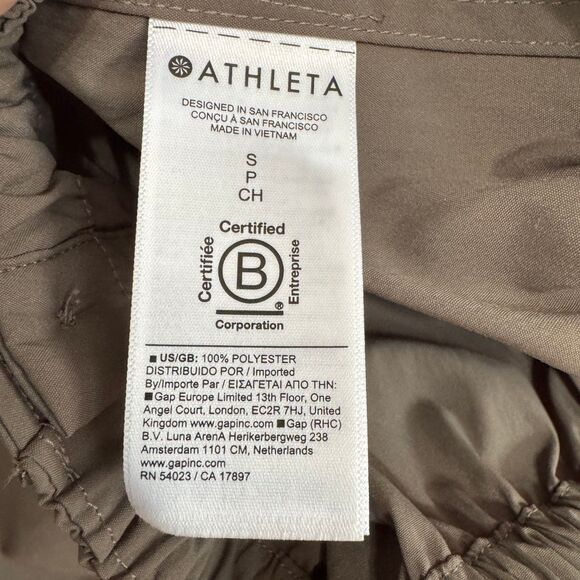 ATHLETA
DESIGNED IN SAN FRANCISCO
CONÇU À SAN FRANCISCO
MADE IN VIETNAM
S
P
CH
Certified
Certifiée
B
Entreprise
®
Corporation
■ US/GB: 100% POLYESTER
DISTRIBUIDO POR / Imported
By/Importe Par / ΕΙΣΑΓΕΤΑΙ ΑΠΟ ΤΗΝ:
■ Gap Europe Limited 13th Floor, One
Angel Court, London, EC2R 7HJ, United
Kingdom www.gapinc.com ■ Gap (RHC)
B.V. Luna ArenA Herikerbergweg 238
Amsterdam 1101 CM, Netherlands
www.gapinc.com
RN 54023 / CA 17897